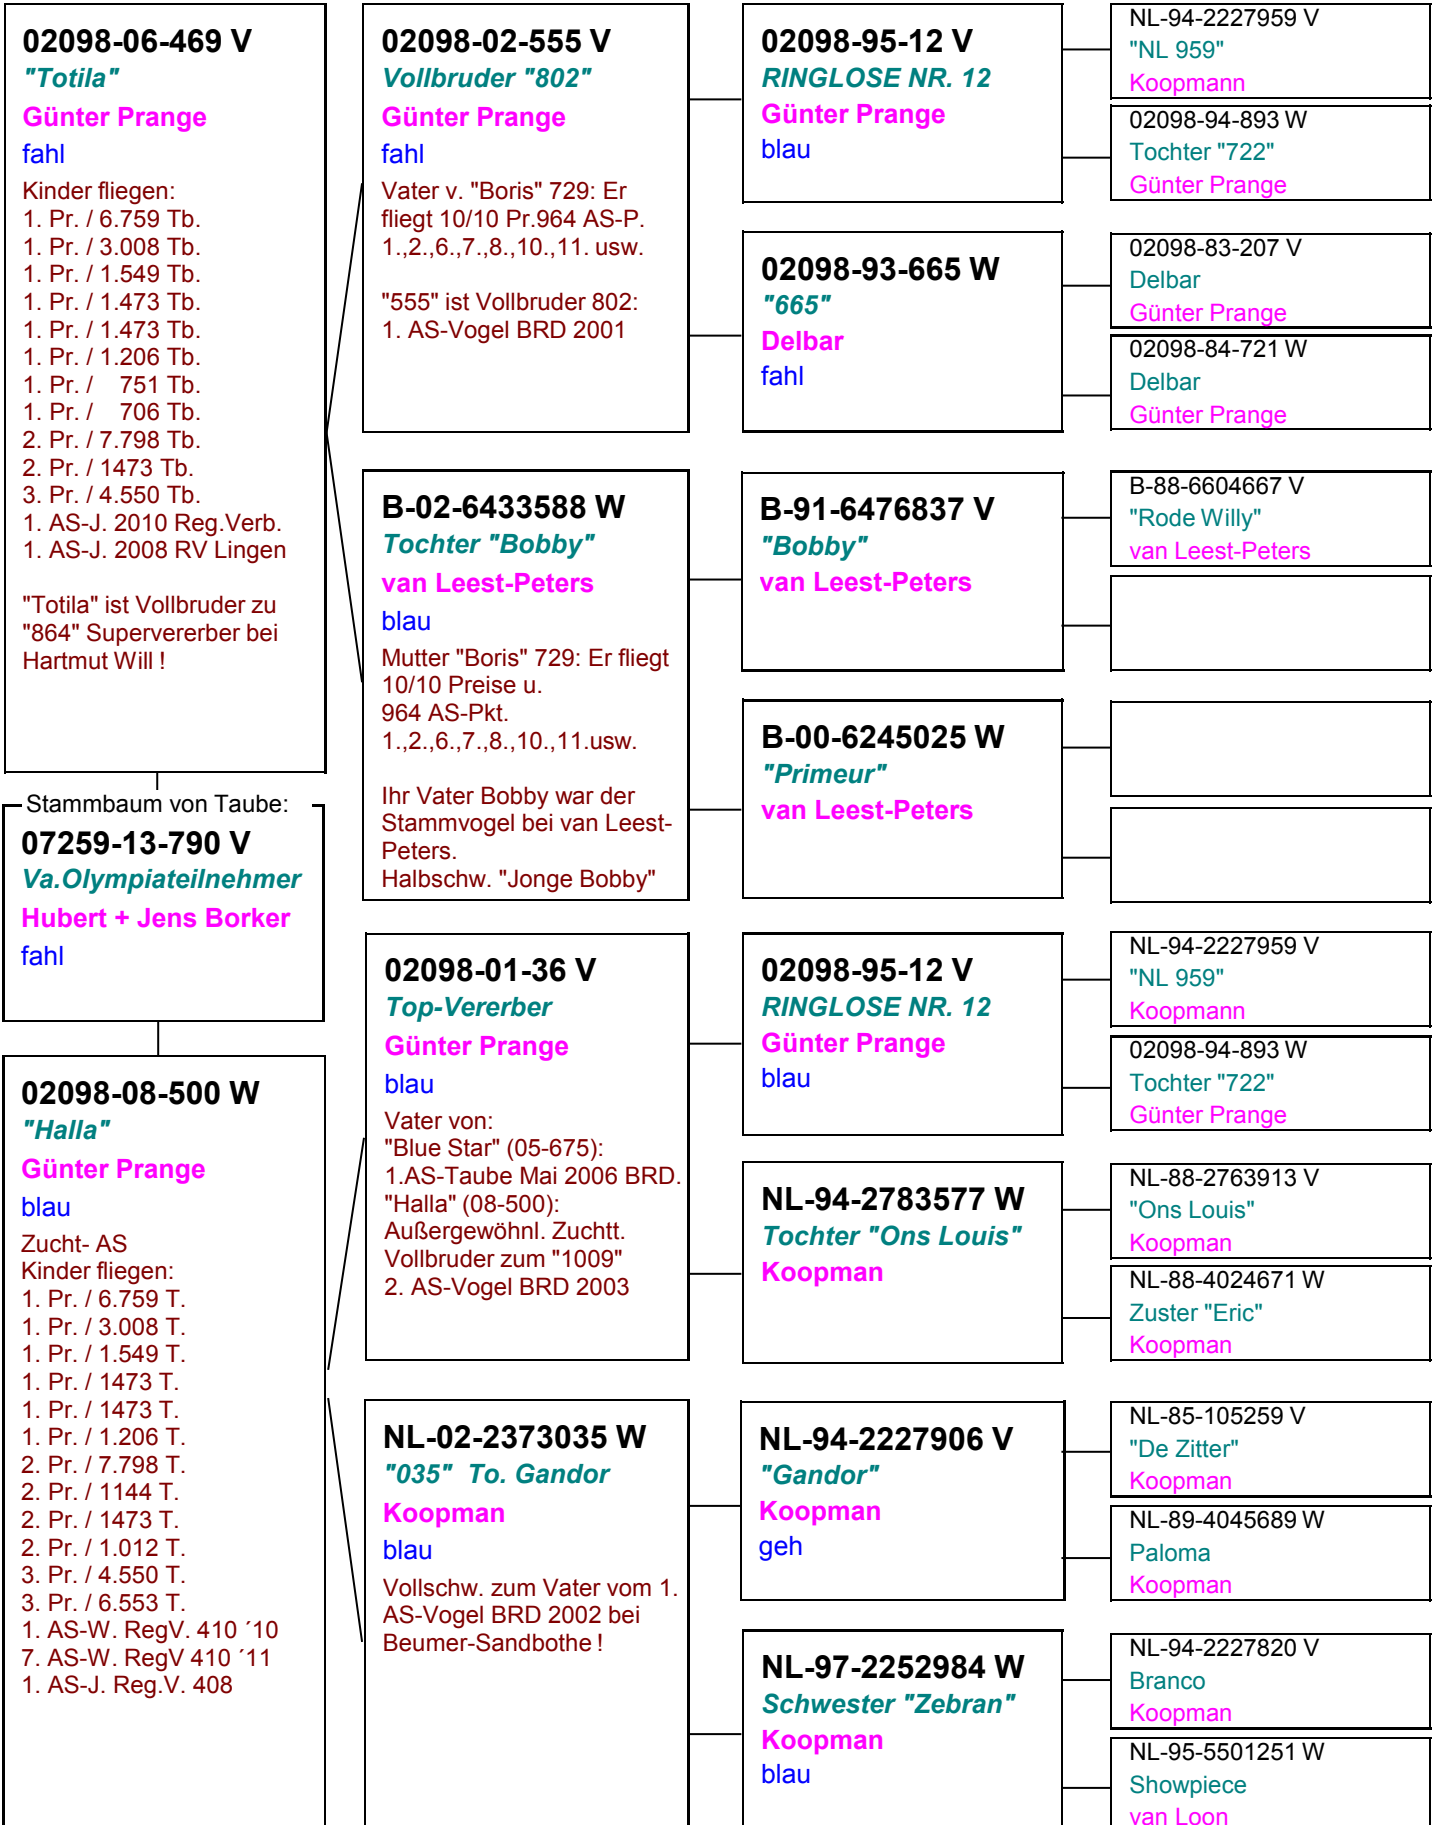 02098-06-469 V
"Totila"
Günter Prange
fahl
Kinder fliegen:
1. Pr. / 6.759 Tb.
1. Pr. / 3.008 Tb.
1. Pr. / 1.549 Tb.
1. Pr. / 1.473 Tb.
1. Pr. / 1.473 Tb.
1. Pr. / 1.206 Tb.
1. Pr. / 751 Tb.
1. Pr. / 706 Tb.
2. Pr. / 7.798 Tb.
2. Pr. / 1473 Tb.
3. Pr. / 4.550 Tb.
1. AS-J. 2010 Reg.Verb.
1. AS-J. 2008 RV Lingen
"Totila" ist Vollbruder zu
"864" Supervererber bei
Hartmut Will !
Stammbaum von Taube:
07259-13-790 V
Va.Olympiateilnehmer
Hubert + Jens Borker
fahl
02098-08-500 W
"Halla"
Günter Prange
blau
Zucht- AS
Kinder fliegen:
1. Pr. / 6.759 T.
1. Pr. / 3.008 T.
1. Pr. / 1.549 T.
1. Pr. / 1473 T.
1. Pr. / 1473 T.
1. Pr. / 1.206 T.
2. Pr. / 7.798 T.
2. Pr. / 1144 T.
2. Pr. / 1473 T.
2. Pr. / 1.012 T.
3. Pr. / 4.550 T.
3. Pr. / 6.553 T.
1. AS-W. RegV. 410 ´10
7. AS-W. RegV 410 ´11
1. AS-J. Reg.V. 408
02098-02-555 V
Vollbruder "802"
Günter Prange
fahl
Vater v. "Boris" 729: Er
fliegt 10/10 Pr.964 AS-P.
1.,2.,6.,7.,8.,10.,11. usw.
"555" ist Vollbruder 802:
1. AS-Vogel BRD 2001
B-02-6433588 W
Tochter "Bobby"
van Leest-Peters
blau
Mutter "Boris" 729: Er fliegt
10/10 Preise u.
964 AS-Pkt.
1.,2.,6.,7.,8.,10.,11.usw.
Ihr Vater Bobby war der
Stammvogel bei van Leest-
Peters.
Halbschw. "Jonge Bobby"
02098-01-36 V
Top-Vererber
Günter Prange
blau
Vater von:
"Blue Star" (05-675):
1.AS-Taube Mai 2006 BRD.
"Halla" (08-500):
Außergewöhnl. Zuchtt.
Vollbruder zum "1009"
2. AS-Vogel BRD 2003
NL-02-2373035 W
"035" To. Gandor
Koopman
blau
Vollschw. zum Vater vom 1.
AS-Vogel BRD 2002 bei
Beumer-Sandbothe !
02098-95-12 V
RINGLOSE NR. 12
Günter Prange
blau
02098-93-665 W
"665"
Delbar
fahl
B-91-6476837 V
"Bobby"
van Leest-Peters
B-00-6245025 W
"Primeur"
van Leest-Peters
02098-95-12 V
RINGLOSE NR. 12
Günter Prange
blau
NL-94-2783577 W
Tochter "Ons Louis"
Koopman
NL-94-2227906 V
"Gandor"
Koopman
geh
NL-97-2252984 W
Schwester "Zebran"
Koopman
blau
NL-94-2227959 V
"NL 959"
Koopmann
02098-94-893 W
Tochter "722"
Günter Prange
02098-83-207 V
Delbar
Günter Prange
02098-84-721 W
Delbar
Günter Prange
B-88-6604667 V
"Rode Willy"
van Leest-Peters
NL-94-2227959 V
"NL 959"
Koopmann
02098-94-893 W
Tochter "722"
Günter Prange
NL-88-2763913 V
"Ons Louis"
Koopman
NL-88-4024671 W
Zuster "Eric"
Koopman
NL-85-105259 V
"De Zitter"
Koopman
NL-89-4045689 W
Paloma
Koopman
NL-94-2227820 V
Branco
Koopman
NL-95-5501251 W
Showpiece
van Loon